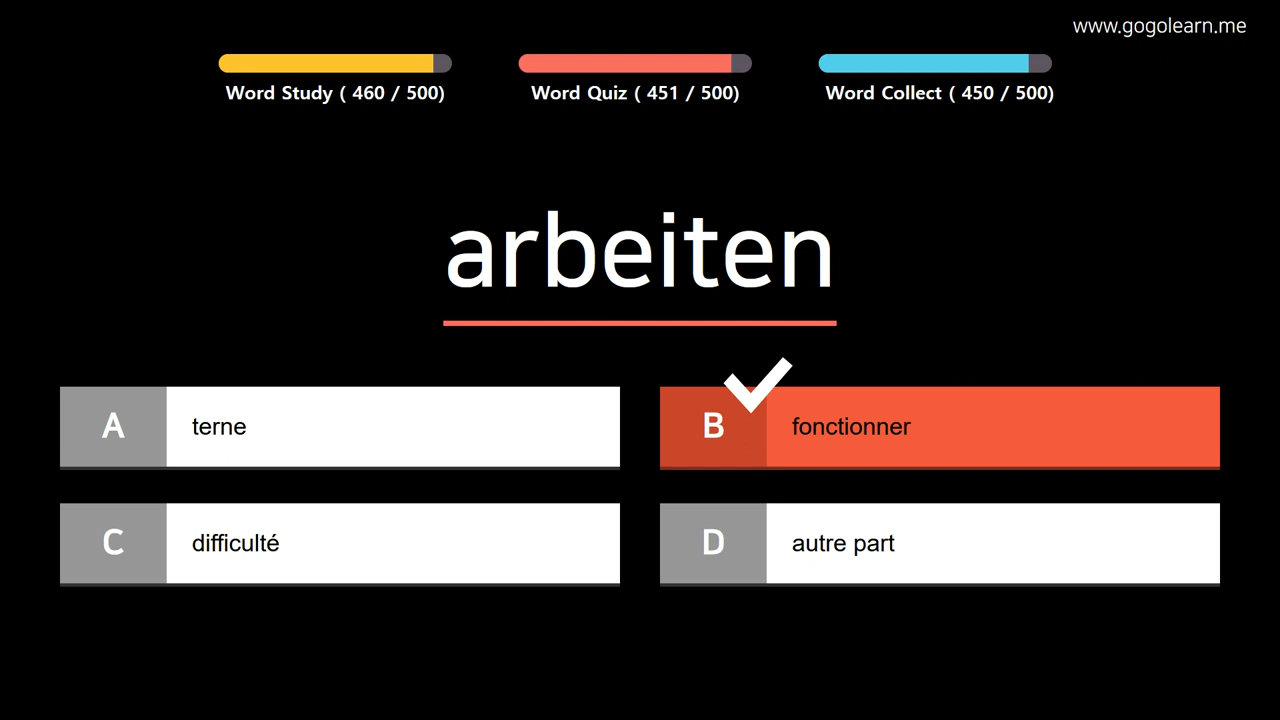 www.gogolearn.me
Word Study ( 460 / 500)
Word Quiz ( 451 / 500)
Word Collect ( 450 / 500)
arbeiten
A terne
B fonctionner
C difficulté
D autre part